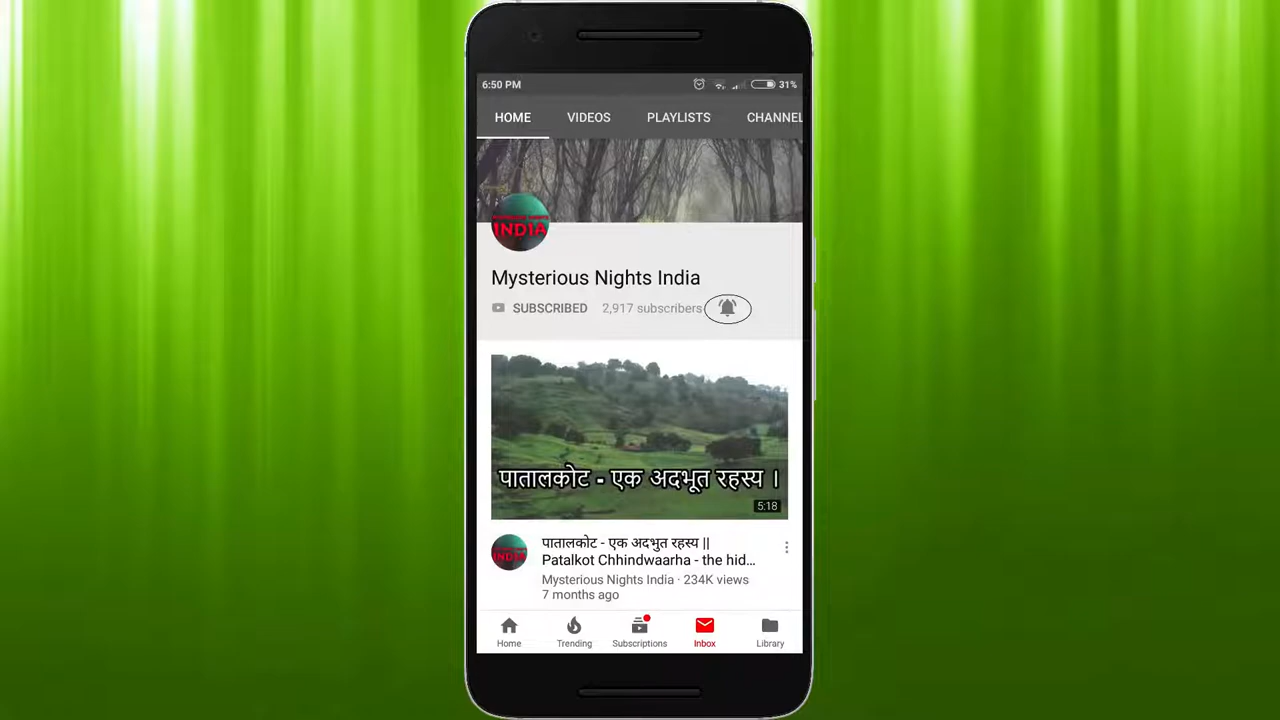 6:50 PM 31%
HOME VIDEOS PLAYLISTS CHANNEL
INDIA
Mysterious Nights India
SUBSCRIBED 2,917 subscribers
पातालकोट - एक अदभूत रहस्य ।
5:18
पातालकोट - एक अदभुत रहस्य ||
Patalkot Chhindwaarha - the hid...
Mysterious Nights India · 234K views
7 months ago
Home Trending Subscriptions Inbox Library